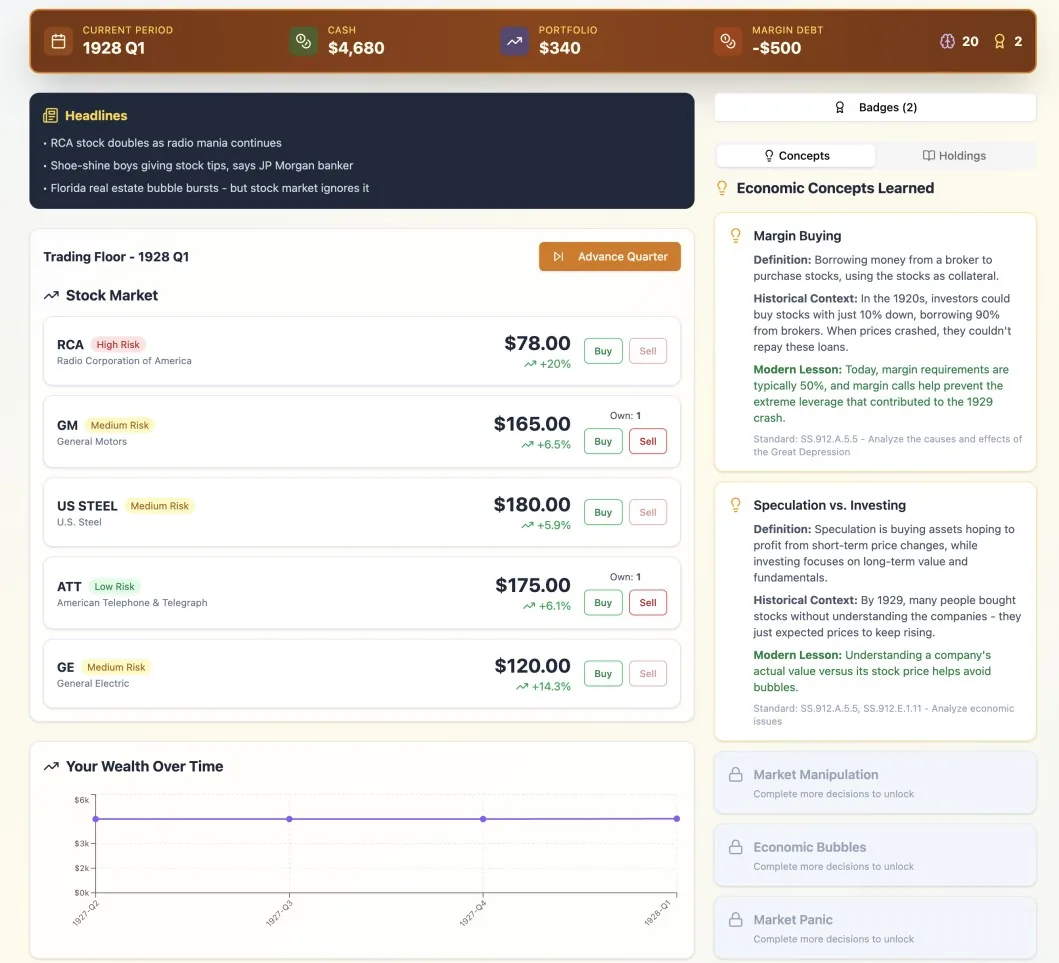 CURRENT PERIOD
1928 Q1
CASH
$4,680
PORTFOLIO
$340
MARGIN DEBT
-$500
20
2
Headlines
• RCA stock doubles as radio mania continues
• Shoe-shine boys giving stock tips, says JP Morgan banker
• Florida real estate bubble bursts - but stock market ignores it
Trading Floor - 1928 Q1
Advance Quarter
Stock Market
RCA High Risk
Radio Corporation of America
$78.00
+20%
Buy
Sell
GM Medium Risk
General Motors
$165.00
+6.5%
Own: 1
Buy
Sell
US STEEL Medium Risk
U.S. Steel
$180.00
+5.9%
Buy
Sell
ATT Low Risk
American Telephone & Telegraph
$175.00
+6.1%
Own: 1
Buy
Sell
GE Medium Risk
General Electric
$120.00
+14.3%
Buy
Sell
Your Wealth Over Time
$6k
$3k
$2k
$0k
1927-Q2
1927-Q3
1927-Q4
1928-Q1
Badges (2)
Concepts
Holdings
Economic Concepts Learned
Margin Buying
Definition: Borrowing money from a broker to
purchase stocks, using the stocks as collateral.
Historical Context: In the 1920s, investors could
buy stocks with just 10% down, borrowing 90%
from brokers. When prices crashed, they couldn't
repay these loans.
Modern Lesson: Today, margin requirements are
typically 50%, and margin calls help prevent the
extreme leverage that contributed to the 1929
crash.
Standard: SS.912.A.5.5 - Analyze the causes and effects of
the Great Depression
Speculation vs. Investing
Definition: Speculation is buying assets hoping to
profit from short-term price changes, while
investing focuses on long-term value and
fundamentals.
Historical Context: By 1929, many people bought
stocks without understanding the companies - they
just expected prices to keep rising.
Modern Lesson: Understanding a company's
actual value versus its stock price helps avoid
bubbles.
Standard: SS.912.A.5.5, SS.912.E.1.11 - Analyze economic
issues
Market Manipulation
Complete more decisions to unlock
Economic Bubbles
Complete more decisions to unlock
Market Panic
Complete more decisions to unlock